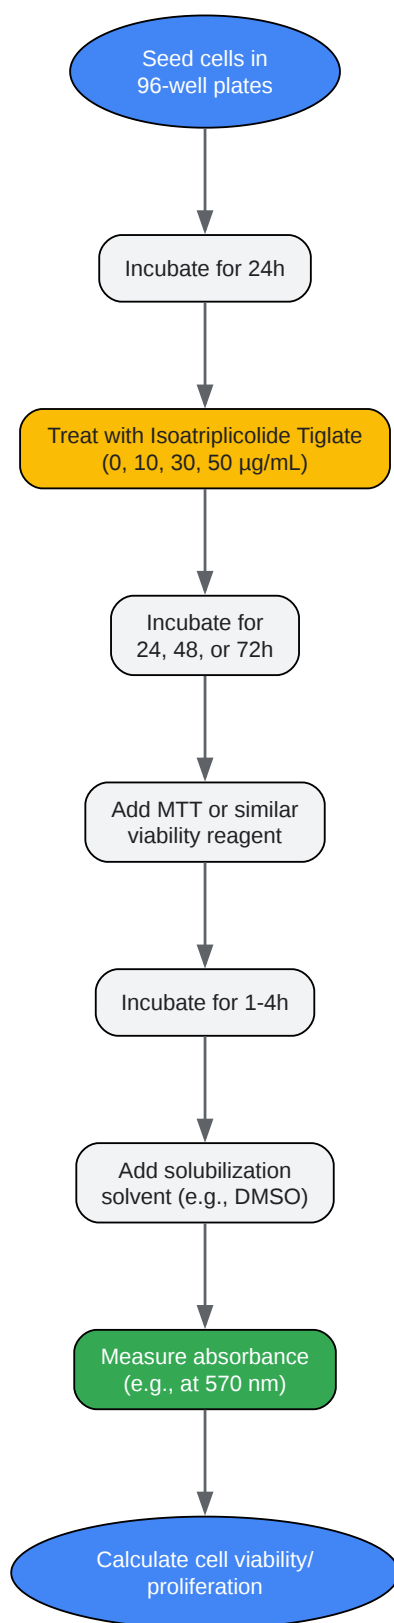 Seed cells in
96-well plates
Incubate for 24h
Treat with Isoatriplicolide Tiglate
(0, 10, 30, 50 µg/mL)
Incubate for
24, 48, or 72h
Add MTT or similar
viability reagent
Incubate for 1-4h
Add solubilization
solvent (e.g., DMSO)
Measure absorbance
(e.g., at 570 nm)
Calculate cell viability/
proliferation